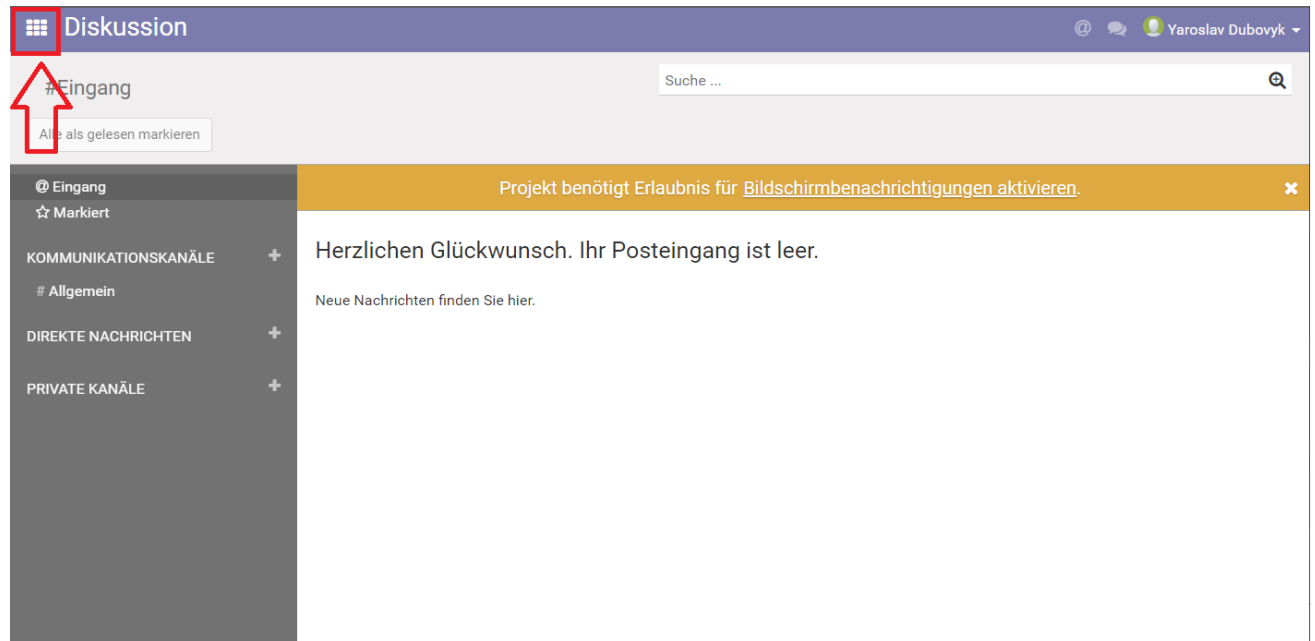 Diskussion
@ Yaroslav Dubovyk
#Eingang
Suche ...
Alle als gelesen markieren
@ Eingang
Markiert
KOMMUNIKATIONSKANÄLE +
# Allgemein
DIREKTE NACHRICHTEN +
PRIVATE KANÄLE +
Projekt benötigt Erlaubnis für Bildschirmbenachrichtigungen aktivieren.
Herzlichen Glückwunsch. Ihr Posteingang ist leer.
Neue Nachrichten finden Sie hier.